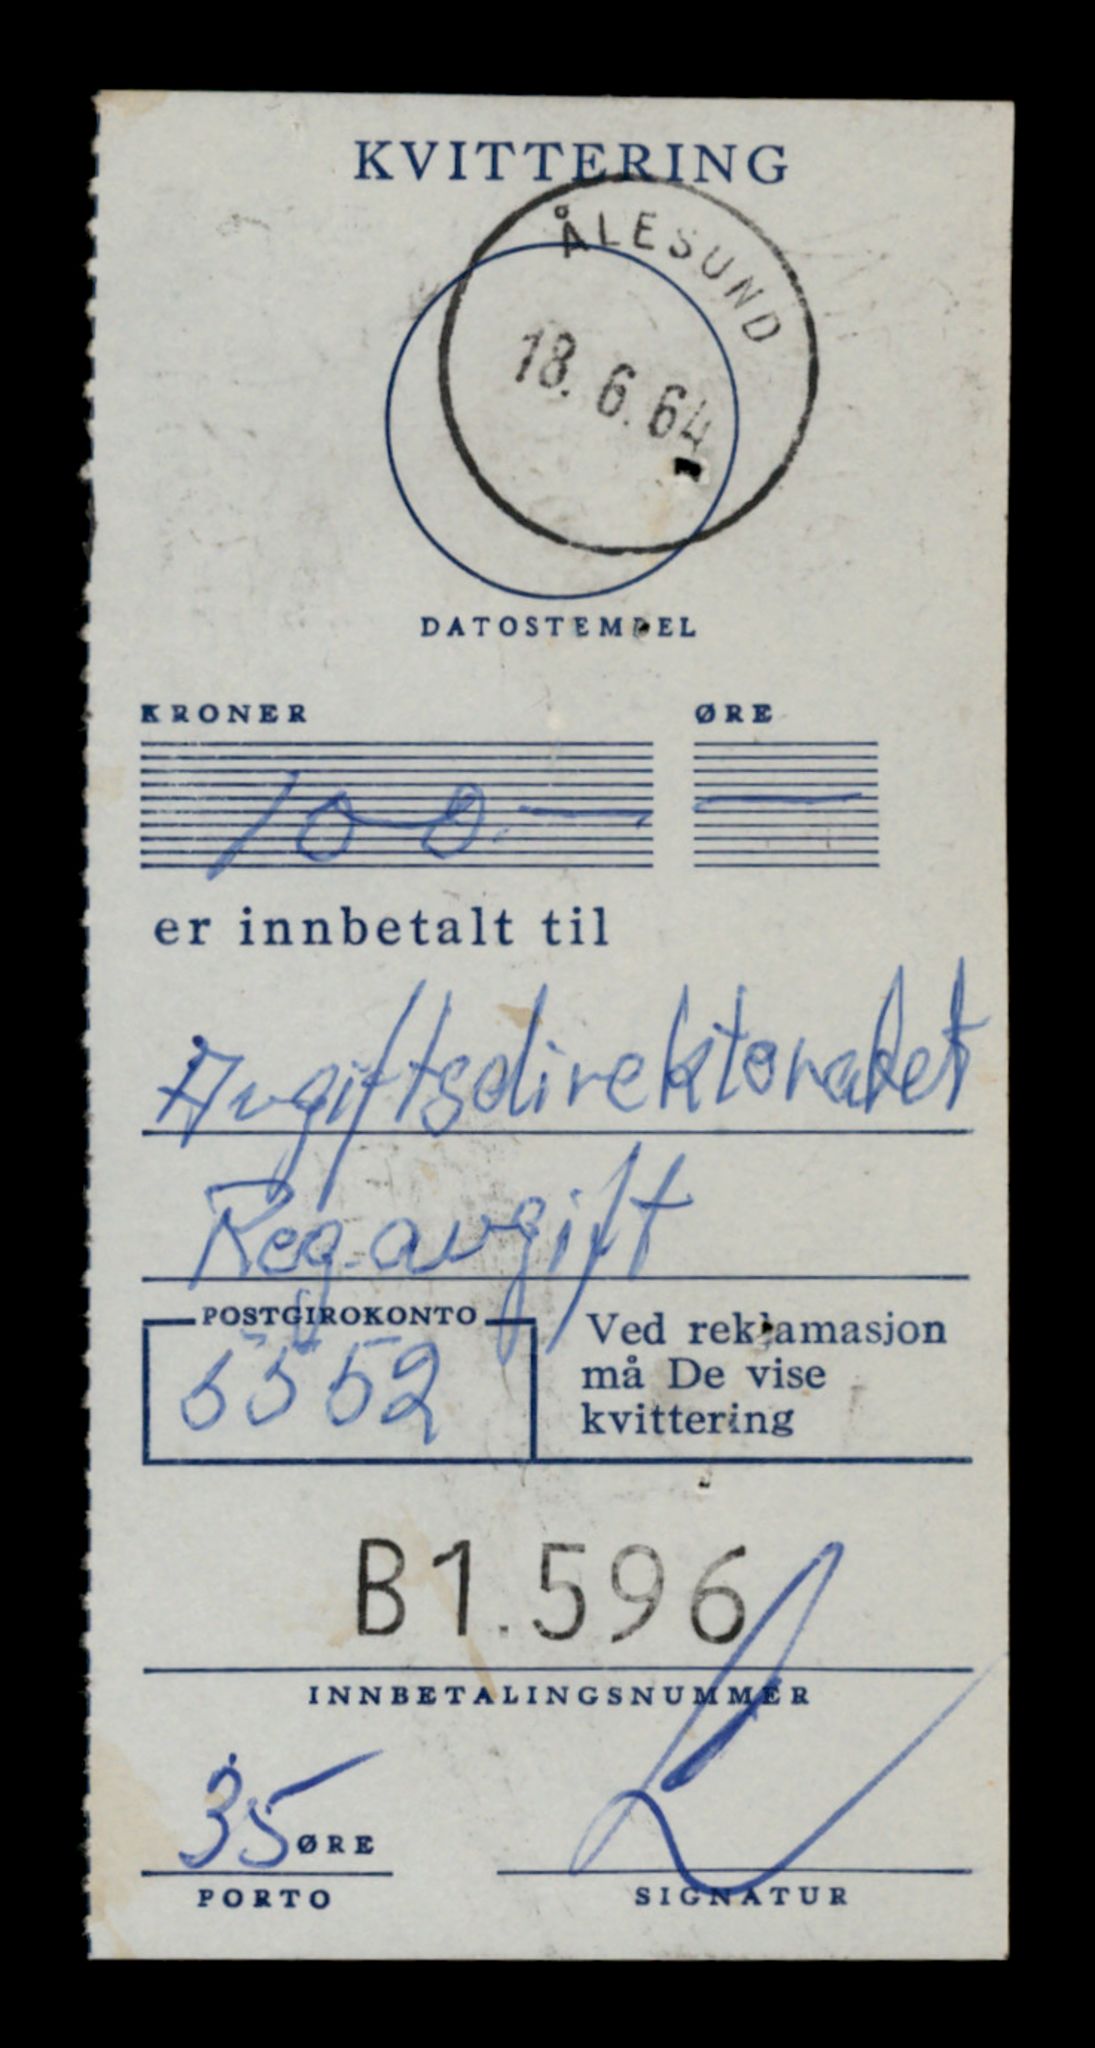 KVITTERING
ÅLESUND
18. 6. 64
DATOSTEMPEL
KRONER ØRE
100.— —
er innbetalt til
Avgiftsdirektoratet
Reg.avgift
POSTGIROKONTO
5552
Ved reklamasjon
må De vise
kvittering
B1.596
INNBETALINGSNUMMER
35 ØRE
PORTO
SIGNATUR